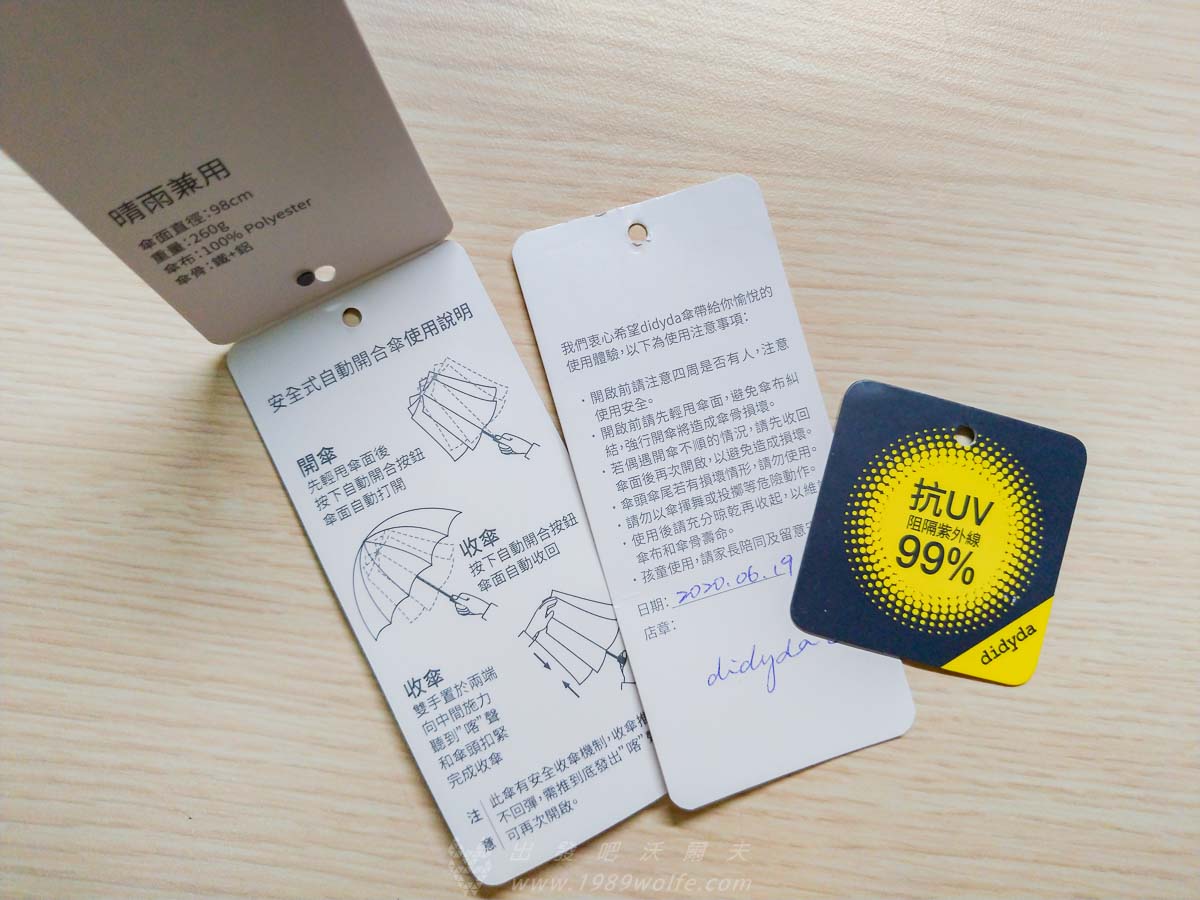 晴雨兼用
傘面直徑:98cm
重量:260g
傘布:100% Polyester
傘骨:鐵+鋁
安全式自動開合傘使用說明
開傘
先輕甩傘面後
按下自動開合按鈕
傘面自動打開
收傘
按下自動開合按鈕
傘面自動收回
收傘
雙手置於兩端
向中間施力
聽到”喀”聲
和傘頭扣緊
完成收傘
注
意
此傘有安全收傘機制,收傘
不回彈,需推到底發出”喀”
可再次開啟。
我們衷心希望didyda傘帶給你愉悅的
使用體驗,以下為使用注意事項:
・開啟前請注意四周是否有人,注意
使用安全。
・開啟前請先輕甩傘面,避免傘布糾
結,強行開傘將造成傘骨損壞。
・若偶遇開傘不順的情況,請先收回
傘面後再次開啟,以避免造成損壞。
・傘頭傘尾若有損壞情形,請勿使用。
・請勿以傘揮舞或投擲等危險動作。
・使用後請充分晾乾再收起,以維
傘布和傘骨壽命。
・孩童使用,請家長陪同及留意
日期: 2020.06.19
店章:
didyda
抗UV
阻隔紫外線
99%
didyda
出發吧沃爾夫
www.1989wolfe.com